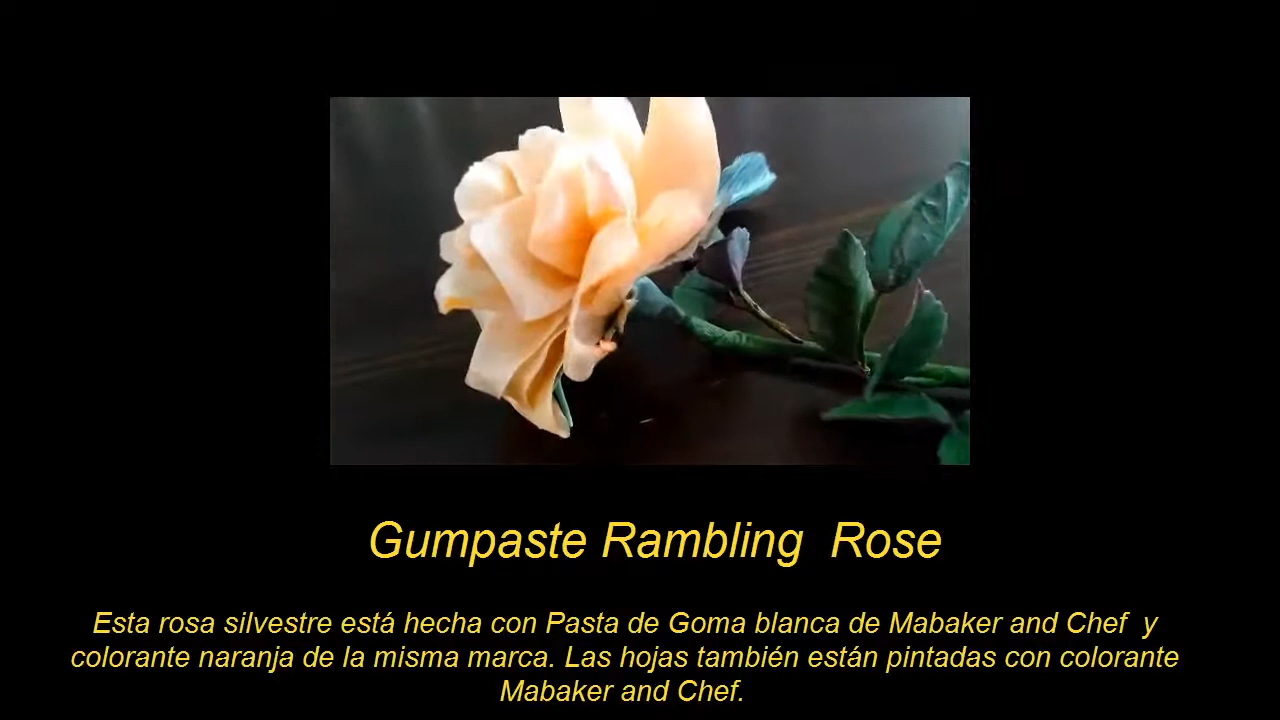 Gumpaste Rambling Rose
Esta rosa silvestre está hecha con Pasta de Goma blanca de Mabaker and Chef y
colorante naranja de la misma marca. Las hojas también están pintadas con colorante
Mabaker and Chef.